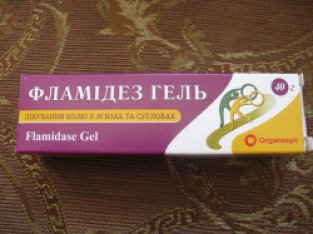 ФЛАМІДЕЗ ГЕЛЬ
40 г
ЛІКУВАННЯ БОЛЮ У М'ЯЗАХ ТА СУГЛОБАХ
Flamidase Gel
Organosyn